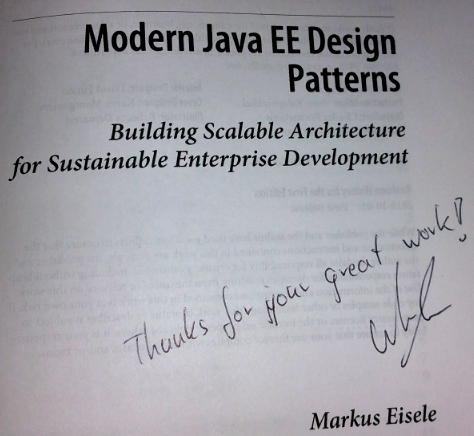 Modern Java EE Design
Patterns
Building Scalable Architecture
for Sustainable Enterprise Development
Thanks for your great work!
Markus Eisele